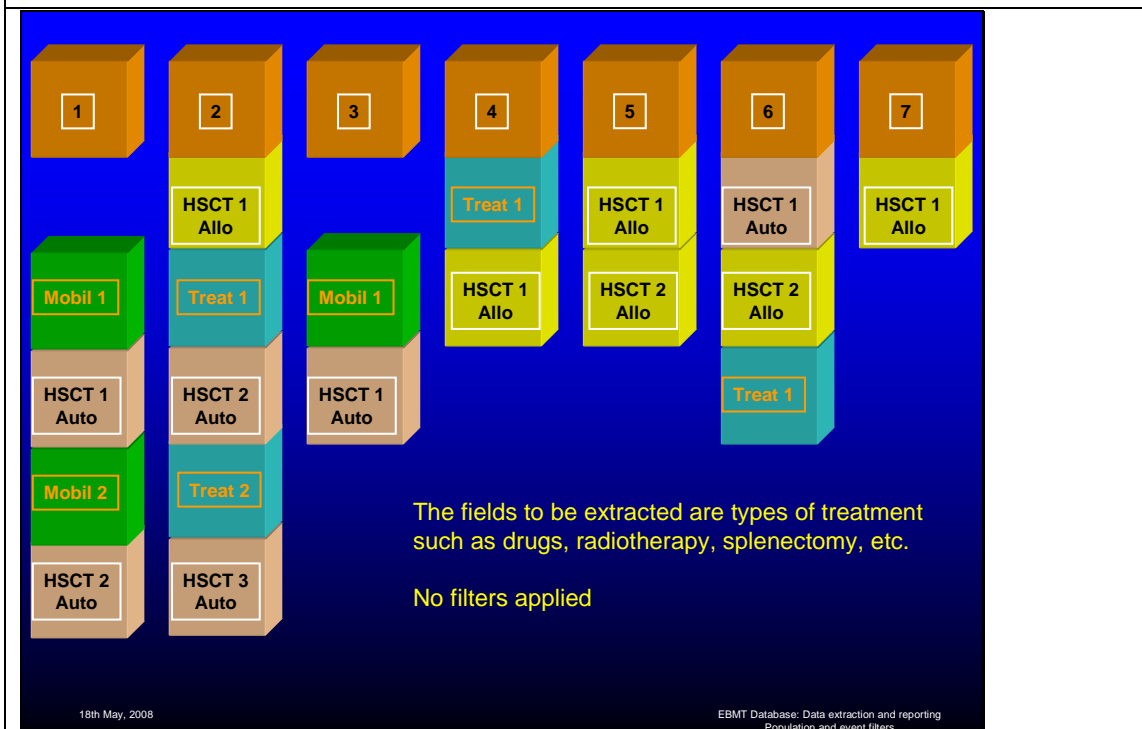 1
2
3
4
5
6
7
HSCT 1
Allo
Treat 1
HSCT 1
Allo
HSCT 1
Auto
HSCT 1
Allo
Mobil 1
Treat 1
Mobil 1
HSCT 1
Allo
HSCT 2
Allo
HSCT 2
Allo
HSCT 1
Auto
HSCT 2
Auto
HSCT 1
Auto
Treat 1
Mobil 2
Treat 2
HSCT 2
Auto
HSCT 3
Auto
The fields to be extracted are types of treatment
such as drugs, radiotherapy, splenectomy, etc.
No filters applied
18th May, 2008
EBMT Database: Data extraction and reporting
Population and event filters